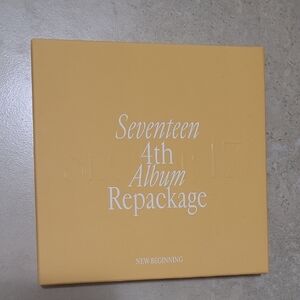 Seventeen
4th
Album
Repackage
NEW BEGINNING